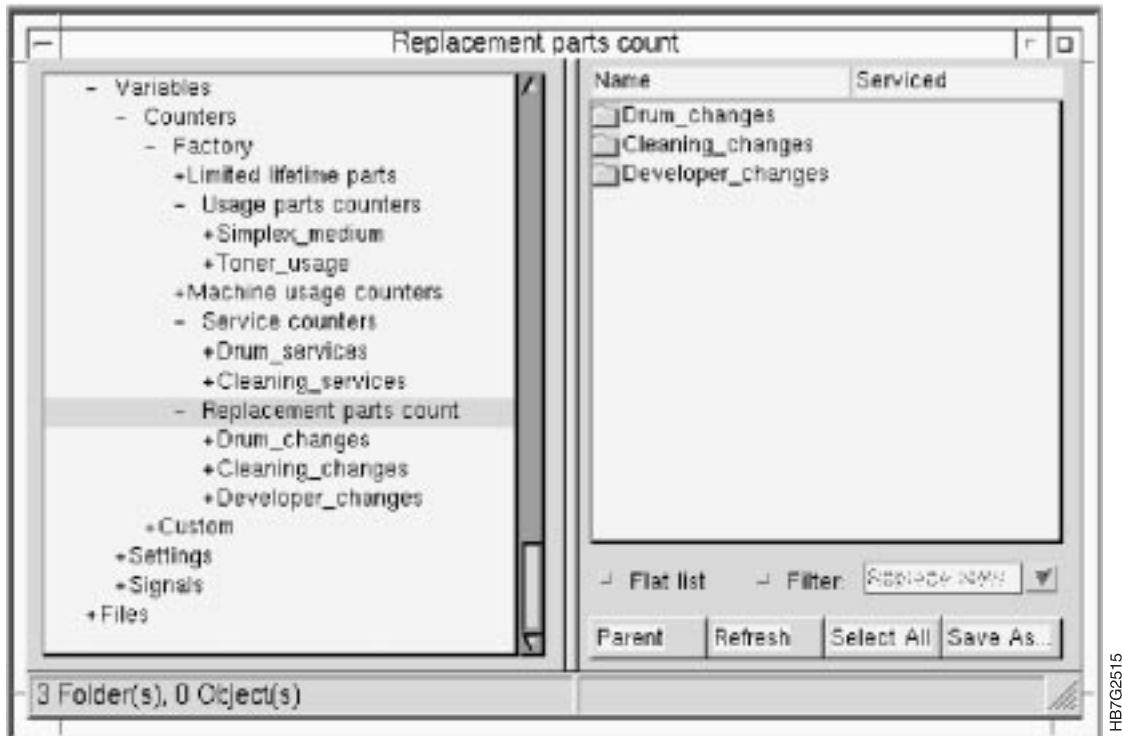 Replacement parts count
- Variables
- Counters
- Factory
+Limited lifetime parts
- Usage parts counters
+Simplex_medium
+Toner_usage
+Machine usage counters
- Service counters
+Drum_services
+Cleaning_services
- Replacement parts count
+Drum_changes
+Cleaning_changes
+Developer_changes
+Custom
+Settings
+Signals
+Files
Name Serviced
Drum_changes
Cleaning_changes
Developer_changes
Flat list Filter:
Parent Refresh Select All Save As...
3 Folder(s), 0 Object(s)
HB7G2515